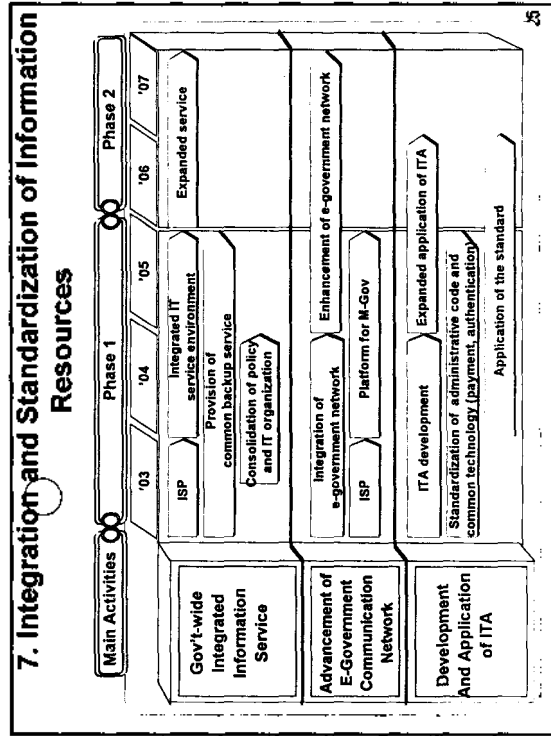 7. Integration and Standardization of Information
Resources
Main Activities
Phase 1
Phase 2
'03
'04
'05
'06
'07
Gov't-wide
Integrated
Information
Service
ISP
Integrated IT
service environment
Expanded service
Provision of
common backup service
Consolidation of policy
and IT organization
Advancement of
E-Government
Communication
Network
Integration of
e-government network
Enhancement of e-government network
ISP
Platform for M-Gov
Development
And Application
of ITA
ITA development
Expanded application of ITA
Standardization of administrative code and
common technology (payment, authentication)
Application of the standard